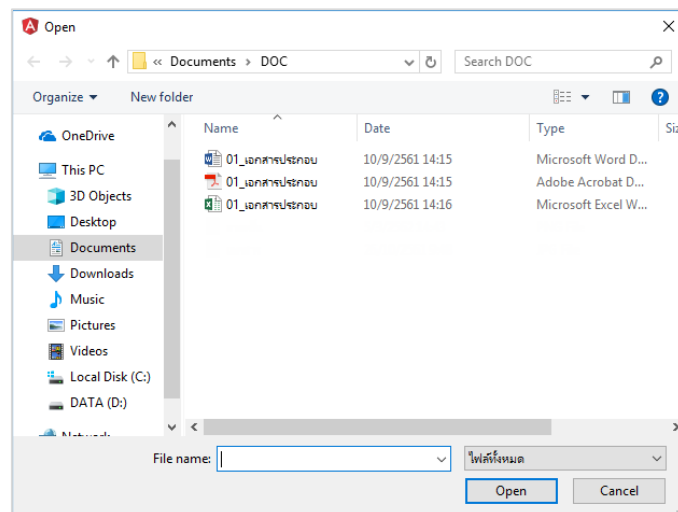 Open
« Documents › DOC
Search DOC
Organize
New folder
OneDrive
This PC
3D Objects
Desktop
Documents
Downloads
Music
Pictures
Videos
Local Disk (C:)
DATA (D:)
Network
Name Date Type Siz
01_เอกสารประกอบ 10/9/2561 14:15 Microsoft Word D...
01_เอกสารประกอบ 10/9/2561 14:15 Adobe Acrobat D...
01_เอกสารประกอบ 10/9/2561 14:16 Microsoft Excel W...
File name:
ไฟล์ทั้งหมด
Open
Cancel